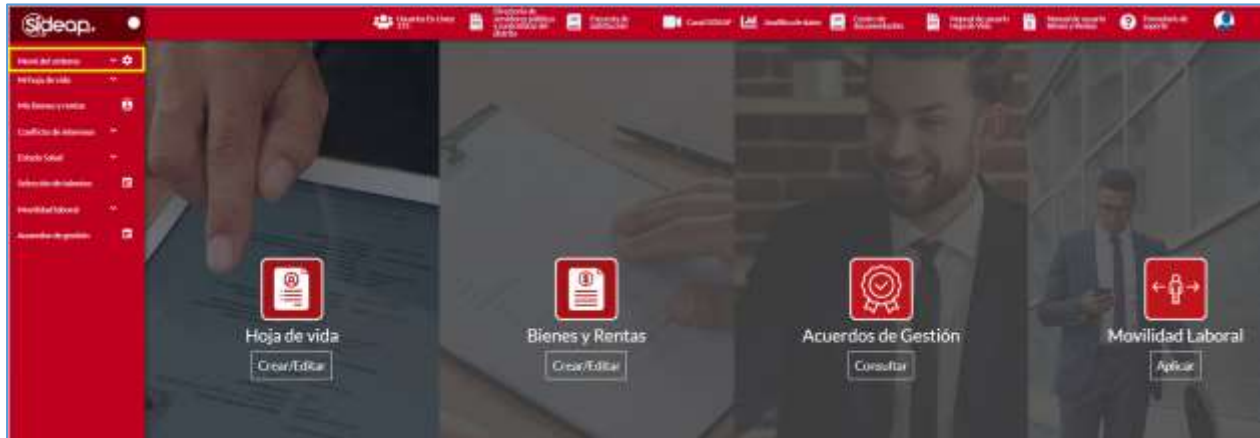 Sideap.
Usuarios En Linea
Directorio de
servidores públicos
y contratistas del
distrito
Encuesta de
satisfacción
Canal SIDEAP
Analítica de datos
Centro de
documentación
Manual de usuario
Hoja de Vida
Manual de usuario
Bienes y Rentas
Formulario de
soporte
Menú del sistema
Mi hoja de vida
Mis bienes y rentas
Conflicto de intereses
Estado Salud
Selección de talentos
Movilidad laboral
Acuerdos de gestión
Hoja de vida
Crear/Editar
Bienes y Rentas
Crear/Editar
Acuerdos de Gestión
Consultar
Movilidad Laboral
Aplicar